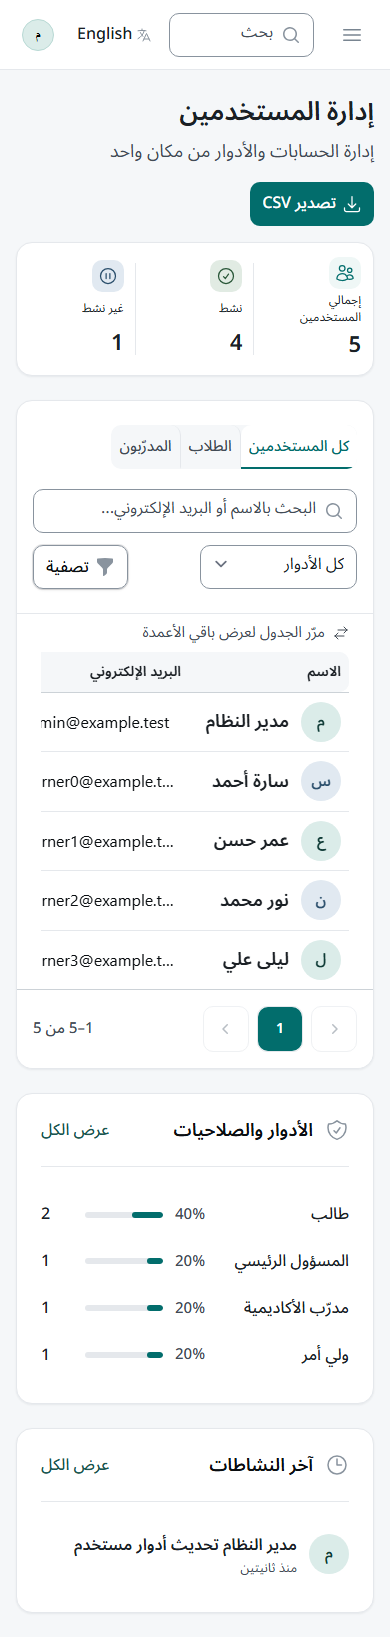 بحث
English
م
إدارة المستخدمين
إدارة الحسابات والأدوار من مكان واحد
تصدير CSV
إجمالي المستخدمين
5
نشط
4
غير نشط
1
كل المستخدمين
الطلاب
المدرّبون
البحث بالاسم أو البريد الإلكتروني...
كل الأدوار
تصفية
مرّر الجدول لعرض باقي الأعمدة
الاسم
البريد الإلكتروني
م
مدير النظام
min@example.test
س
سارة أحمد
rner0@example.t...
ع
عمر حسن
rner1@example.t...
ن
نور محمد
rner2@example.t...
ل
ليلى علي
rner3@example.t...
1
1–5 من 5
الأدوار والصلاحيات
عرض الكل
طالب
40%
2
المسؤول الرئيسي
20%
1
مدرّب الأكاديمية
20%
1
ولي أمر
20%
1
آخر النشاطات
عرض الكل
م
مدير النظام تحديث أدوار مستخدم
منذ ثانيتين